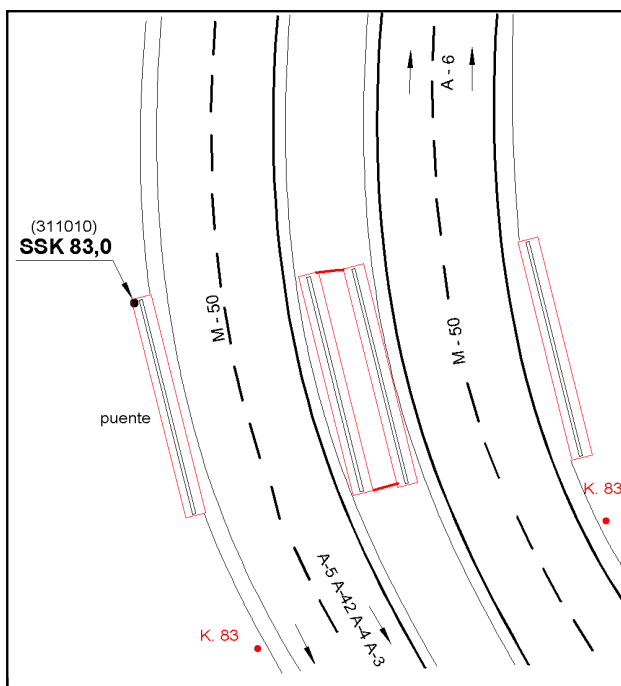 A - 6
(311010)
SSK 83,0
M - 50
M - 50
puente
K. 83
A-5 A-42 A-4 A-3
K. 83